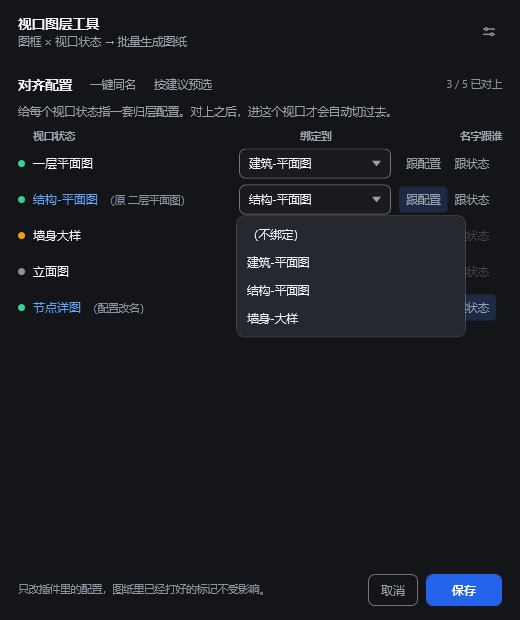 视口图层工具
图框 × 视口状态 → 批量生成图纸
对齐配置 一键同名 按建议预选 3 / 5 已对上
给每个视口状态指一套归层配置。对上之后，进这个视口才会自动切过去。
视口状态 绑定到 名字跟谁
一层平面图 建筑-平面图 跟配置 跟状态
结构-平面图 (原 二层平面图) 结构-平面图 跟配置 跟状态
墙身大样 状态
(不绑定)
立面图 状态
建筑-平面图
结构-平面图
节点详图 (配置改名) 状态
墙身-大样
只改插件里的配置，图纸里已经打好的标记不受影响。 取消 保存